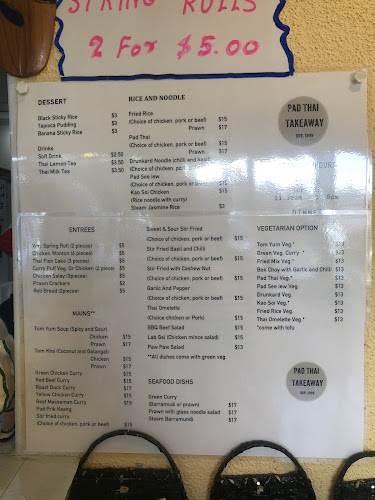 SPRING ROLLS
2 For $5.00
DESSERT
Black Sticky Rice $3
Tapioca Pudding $3
Banana Sticky Rice $3
Drinks
Soft Drink $2.50
Thai Lemon Tea $3.50
Thai Milk Tea $3.50
RICE AND NOODLE
Fried Rice
(Choice of chicken, pork or beef) $15
Prawn $17
Pad Thai
(Choice of chicken, pork or beef) $15
Prawn $17
Drunkard Noodle (chilli and basil)
(Choice of chicken, pork or beef)
Pad See iew
(Choice of chicken, pork or beef) $15
Kao Soi Chicken $15
(Rice noodle with curry)
Steam Jasmine Rice $3
PAD THAI
TAKEAWAY
DINNER
ENTREES
Veg Spring Roll (2 pieces) $5
Chicken Wonton (4 pieces) $5
Thai Fish Cake (3 pieces) $5
Curry Puff Veg. Or Chicken (2 pieces) $5
Chicken Satay (2pieces) $5
Prawn Crackers $2
Roti Bread (1piece) $5
MAINS**
Tom Yum Soup (Spicy and Sour)
Chicken $15
Prawn $17
Tom Kha (Coconut and Galangal)
Chicken $15
Prawn $17
Green Chicken Curry $15
Red Beef Curry $15
Roast Duck Curry $17
Yellow Chicken Curry $15
Beef Massaman Curry $15
Pad Prik Keang
Stir fried curry
(Choice of chicken, pork or beef) $15
Sweet & Sour Stir Fried
(Choice of chicken, pork or beef) $15
Stir Fried Basil and Chilli
(Choice of chicken, pork or beef) $15
Stir Fried with Cashew Nut
(Choice of chicken, pork or beef) $15
Garlic And Pepper
(Choice of chicken, pork or beef) $15
Thai Omelette
(Choice chicken or Pork) $15
BBQ Beef Salad $15
Lab Gai (Chicken mince salad) $15
Paw Paw Salad $13
**All dishes come with green veg.
SEAFOOD DISHES
Green Curry
(Barramudi or prawn) $17
Prawn with glass noodle salad $17
Steam Barramundi $17
VEGETARIAN OPTION
Tom Yum Veg.* $13
Green Veg. Curry * $13
Fried Mix Veg.* $13
Bok Choy with Garlic and Chilli $13
Pad Thai Veg.* $13
Pad See iew Veg. $13
Drunkard Veg. $13
Kao Soi Veg.* $13
Fried Rice Veg. $13
Thai Omelette Veg.* $13
*come with tofu
PAD THAI
TAKEAWAY